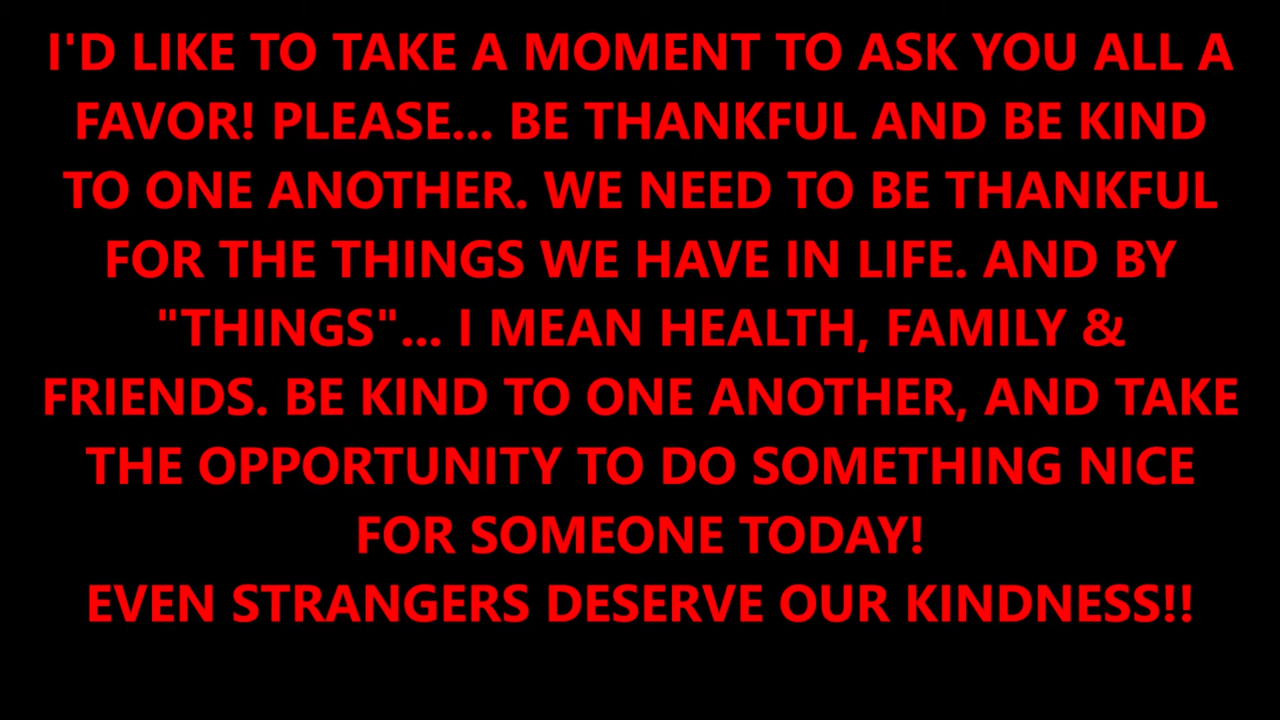 I'D LIKE TO TAKE A MOMENT TO ASK YOU ALL A
FAVOR! PLEASE... BE THANKFUL AND BE KIND
TO ONE ANOTHER. WE NEED TO BE THANKFUL
FOR THE THINGS WE HAVE IN LIFE. AND BY
"THINGS"... I MEAN HEALTH, FAMILY &
FRIENDS. BE KIND TO ONE ANOTHER, AND TAKE
THE OPPORTUNITY TO DO SOMETHING NICE
FOR SOMEONE TODAY!
EVEN STRANGERS DESERVE OUR KINDNESS!!